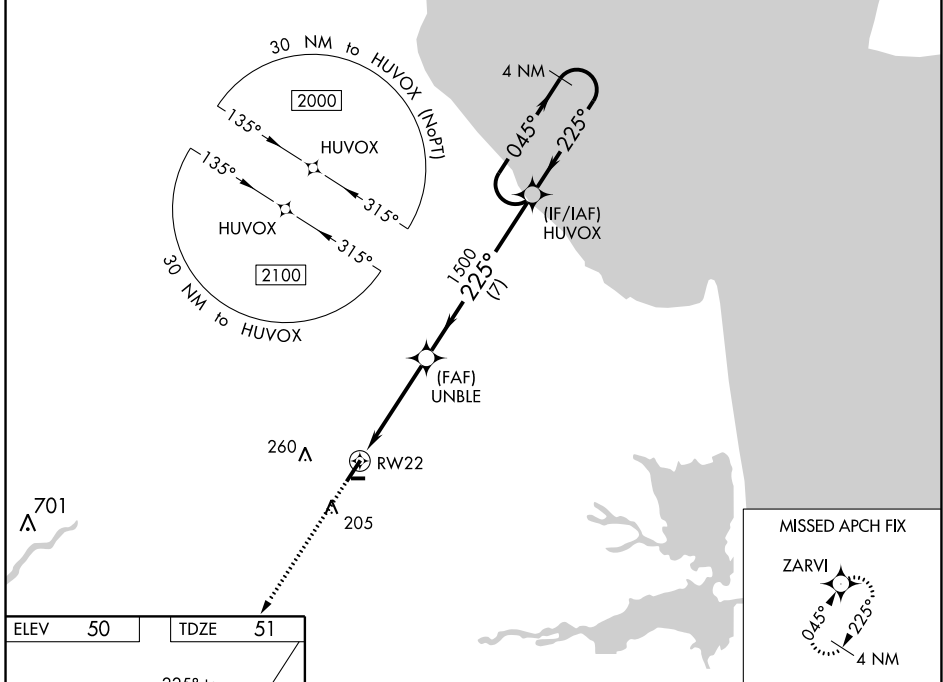 30 NM to HUVOX (NoPT)
2000
135°
HUVOX
315°
135°
HUVOX
315°
2100
30 NM to HUVOX
4 NM
045°
225°
(IF/IAF)
HUVOX
1500
225°
(7)
(FAF)
UNBLE
260
RW22
205
701
MISSED APCH FIX
ZARVI
045°
225°
4 NM
ELEV 50
TDZE 51